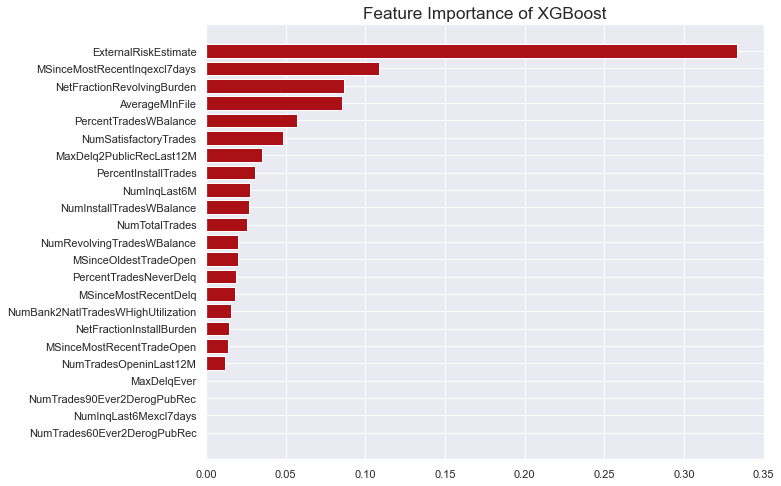 Feature Importance of XGBoost
ExternalRiskEstimate
MSinceMostRecentInqexcl7days
NetFractionRevolvingBurden
AverageMInFile
PercentTradesWBalance
NumSatisfactoryTrades
MaxDelq2PublicRecLast12M
PercentInstallTrades
NumInqLast6M
NumInstallTradesWBalance
NumTotalTrades
NumRevolvingTradesWBalance
MSinceOldestTradeOpen
PercentTradesNeverDelq
MSinceMostRecentDelq
NumBank2NatlTradesWHighUtilization
NetFractionInstallBurden
MSinceMostRecentTradeOpen
NumTradesOpeninLast12M
MaxDelqEver
NumTrades90Ever2DerogPubRec
NumInqLast6Mexcl7days
NumTrades60Ever2DerogPubRec
0.00 0.05 0.10 0.15 0.20 0.25 0.30 0.35